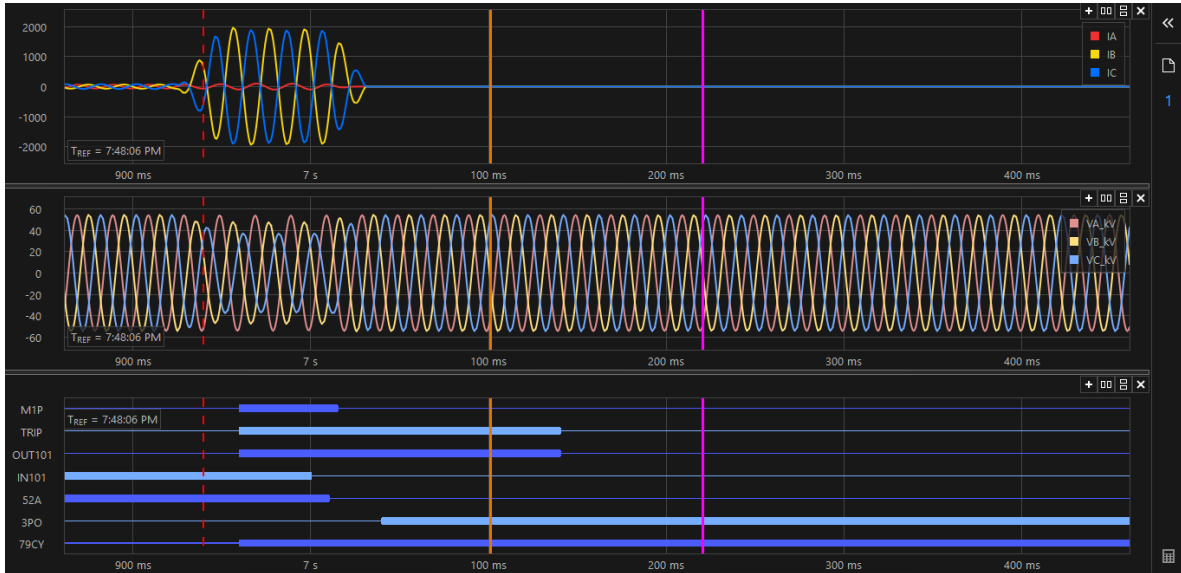 2000
1000
0
-1000
-2000
IA
IB
IC
TREF = 7:48:06 PM
900 ms
7 s
100 ms
200 ms
300 ms
400 ms
1
60
40
20
0
-20
-40
-60
VA_kV
VB_kV
VC_kV
TREF = 7:48:06 PM
900 ms
7 s
100 ms
200 ms
300 ms
400 ms
M1P
TREF = 7:48:06 PM
TRIP
OUT101
IN101
52A
3PO
79CY
900 ms
7 s
100 ms
200 ms
300 ms
400 ms